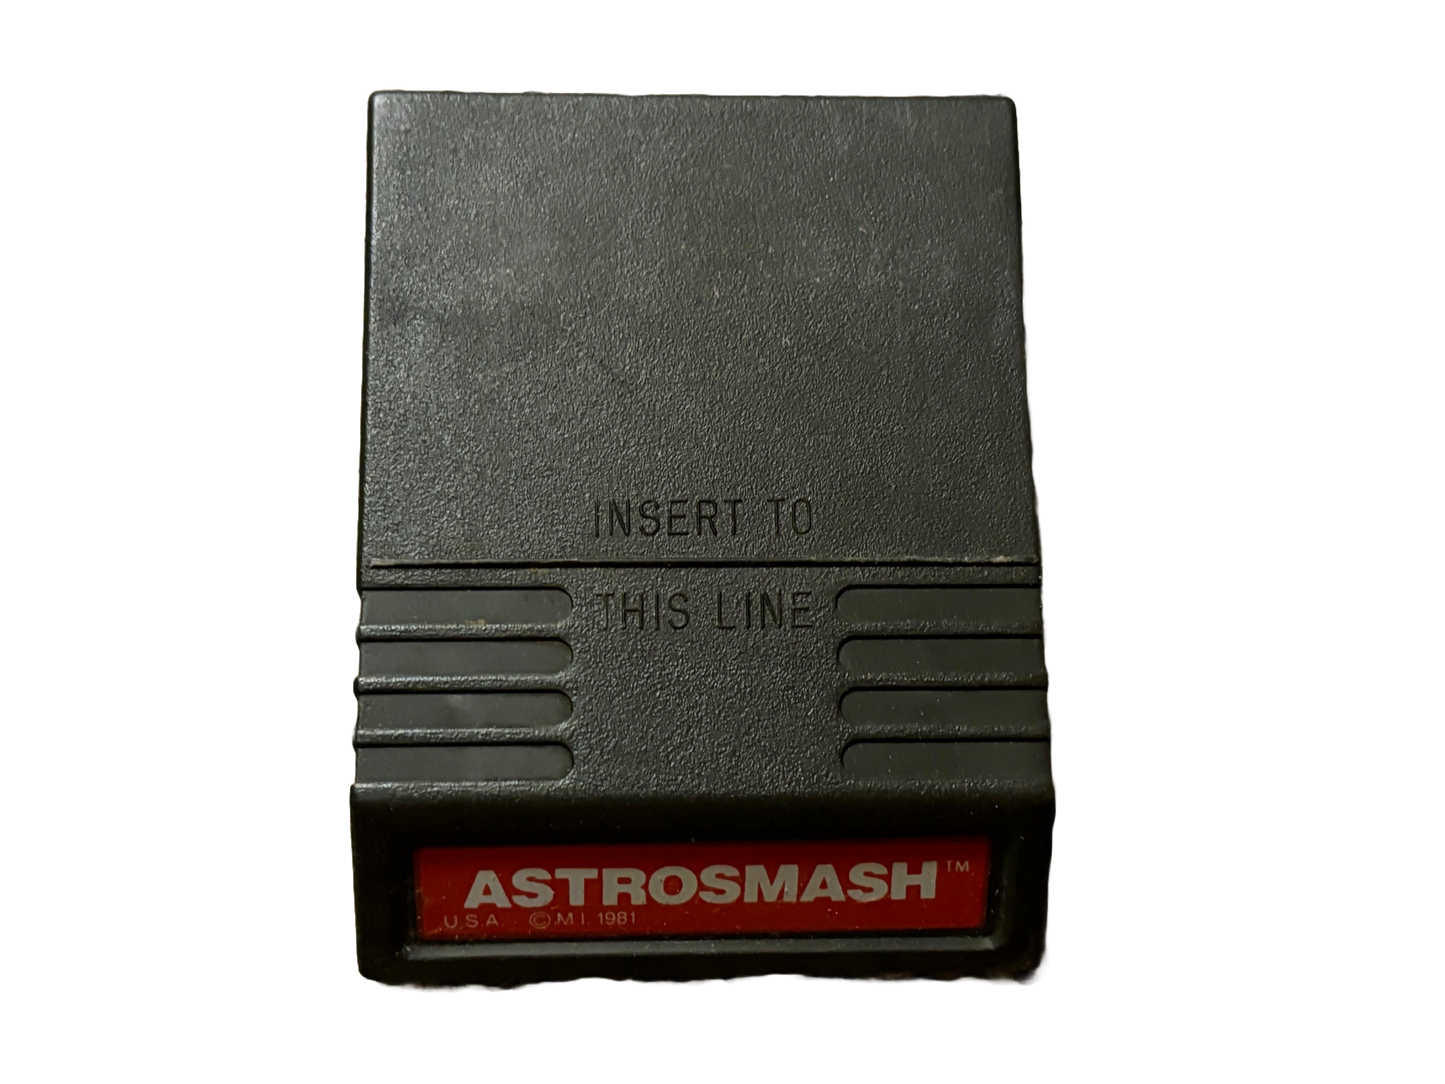 INSERT TO
THIS LINE
ASTROSMASH™
U.S.A. ©M.I. 1981